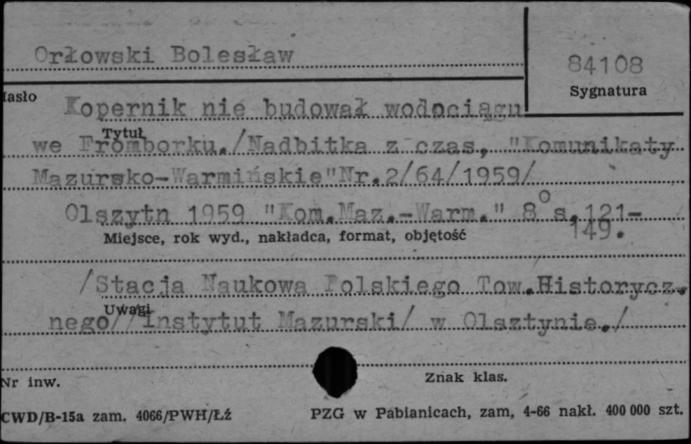 Orłowski Bolesław
84108
Sygnatura
Hasło
Kopernik nie budował wodociągu
Tytuł
we Fromborku./Nadbitka z czas, "Komunikaty
Mazursko-Warmińskie"Nr.2/64/1959/
Olszytn 1959 "Kom.Maz.-Warm." 8° s.121-
149.
Miejsce, rok wyd., nakładca, format, objętość
/Stacja Naukowa Polskiego Tow.Historycz.
Uwagi
nego//Instytut Mazurski/ w Olsztynie./
Nr inw.
Znak klas.
CWD/B-15a zam. 4066/PWH/Łź
PZG w Pabianicach, zam, 4-66 nakł. 400 000 szt.